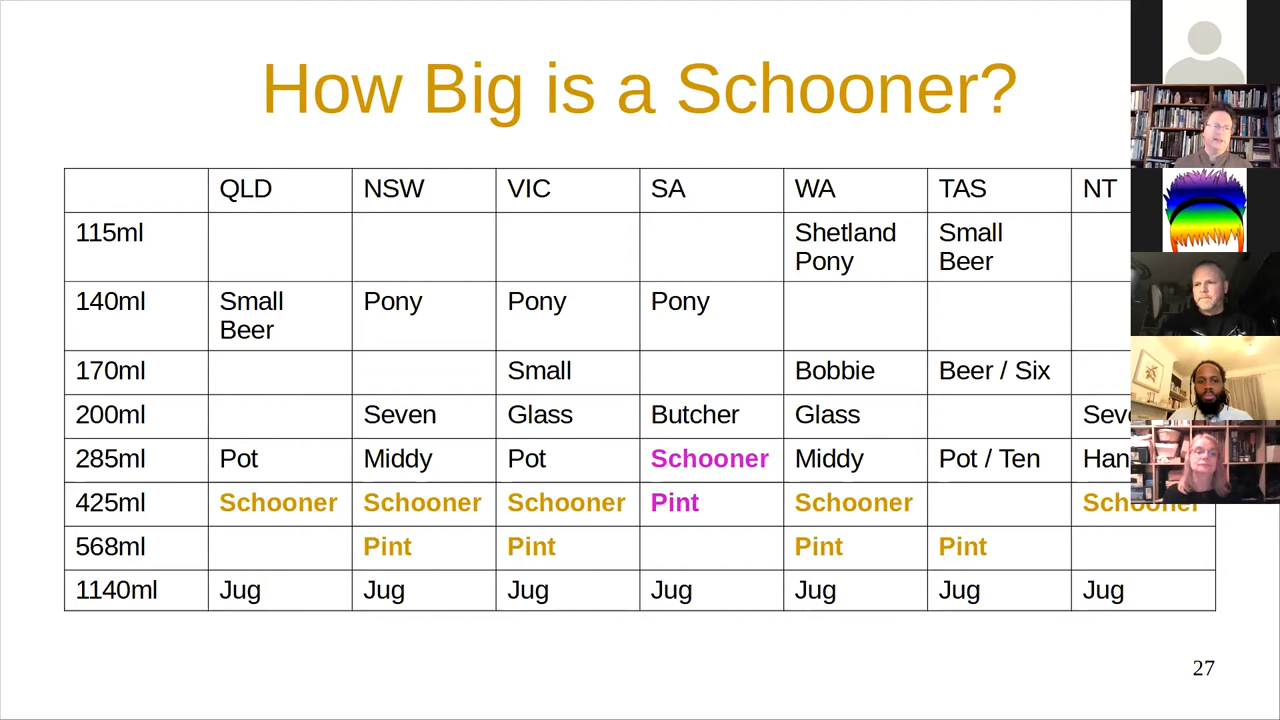 How Big is a Schooner?
QLD NSW VIC SA WA TAS NT
115ml Shetland Pony Small Beer
140ml Small Beer Pony Pony Pony
170ml Small Bobbie Beer / Six
200ml Seven Glass Butcher Glass
285ml Pot Middy Pot Schooner Middy Pot / Ten
425ml Schooner Schooner Schooner Pint Schooner Schooner
568ml Pint Pint Pint Pint
1140ml Jug Jug Jug Jug Jug Jug Jug
27